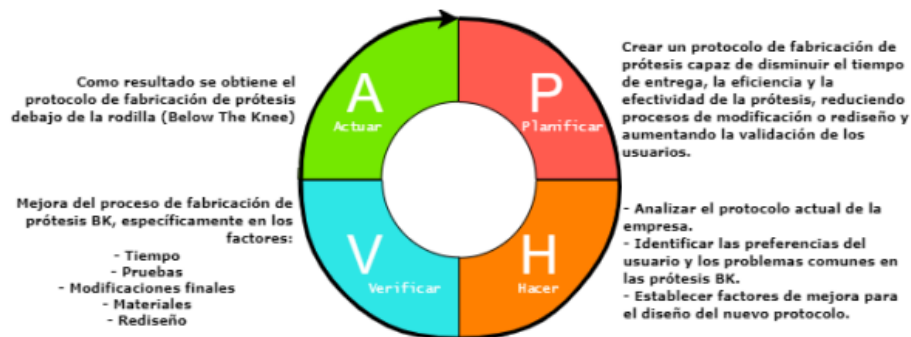 Como resultado se obtiene el
protocolo de fabricación de prótesis
debajo de la rodilla (Below The Knee)
A
Actuar
P
Planificar
Crear un protocolo de fabricación de
prótesis capaz de disminuir el tiempo
de entrega, la eficiencia y la
efectividad de la prótesis, reduciendo
procesos de modificación o rediseño y
aumentando la validación de los
usuarios.
Mejora del proceso de fabricación de
prótesis BK, específicamente en los
factores:
- Tiempo
- Pruebas
- Modificaciones finales
- Materiales
- Rediseño
V
Verificar
H
Hacer
- Analizar el protocolo actual de la
empresa.
- Identificar las preferencias del
usuario y los problemas comunes en
las prótesis BK.
- Establecer factores de mejora para
el diseño del nuevo protocolo.